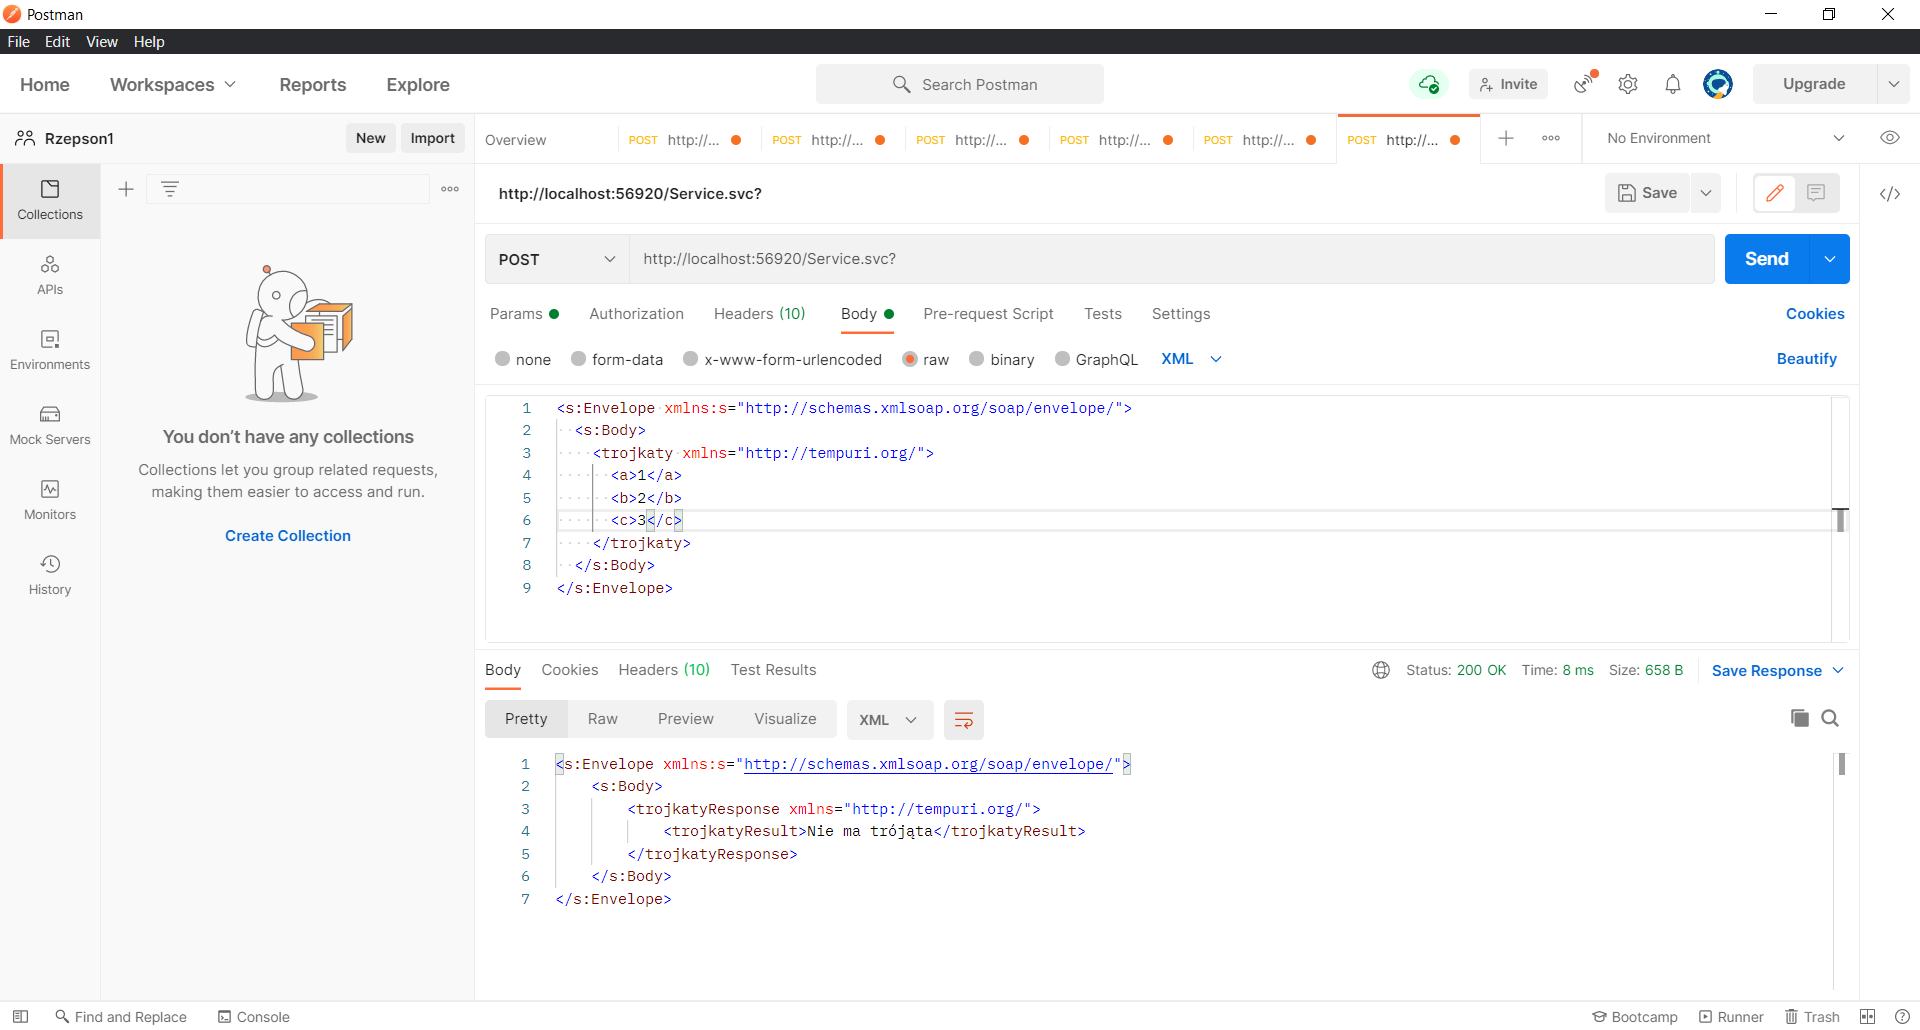 Postman
File Edit View Help
Home Workspaces Reports Explore Search Postman Invite Upgrade
Rzepson1 New Import
Overview POST http://... POST http://... POST http://... POST http://... POST http://... POST http://... No Environment
Collections
APIs
Environments
Mock Servers
Monitors
History
You don’t have any collections
Collections let you group related requests,
making them easier to access and run.
Create Collection
http://localhost:56920/Service.svc? Save
POST http://localhost:56920/Service.svc? Send
Params Authorization Headers (10) Body Pre-request Script Tests Settings Cookies
none form-data x-www-form-urlencoded raw binary GraphQL XML Beautify
1 <s:Envelope xmlns:s="http://schemas.xmlsoap.org/soap/envelope/">
2 <s:Body>
3 <trojkaty xmlns="http://tempuri.org/">
4 <a>1</a>
5 <b>2</b>
6 <c>3</c>
7 </trojkaty>
8 </s:Body>
9 </s:Envelope>
Body Cookies Headers (10) Test Results Status: 200 OK Time: 8 ms Size: 658 B Save Response
Pretty Raw Preview Visualize XML
1 <s:Envelope xmlns:s="http://schemas.xmlsoap.org/soap/envelope/">
2 <s:Body>
3 <trojkatyResponse xmlns="http://tempuri.org/">
4 <trojkatyResult>Nie ma trójąta</trojkatyResult>
5 </trojkatyResponse>
6 </s:Body>
7 </s:Envelope>
Find and Replace Console Bootcamp Runner Trash